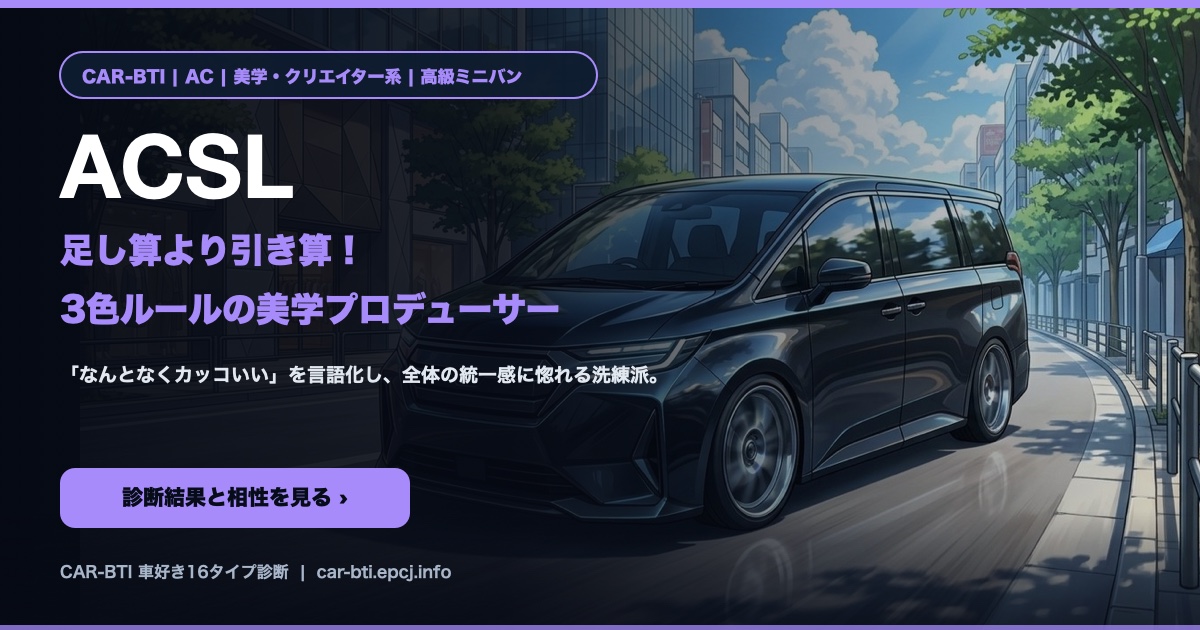 CAR-BTI | AC | 美学・クリエイター系 | 高級ミニバン
ACSL
足し算より引き算！
3色ルールの美学プロデューサー
「なんとなくカッコいい」を言語化し、全体の統一感に惚れる洗練派。
診断結果と相性を見る ›
CAR-BTI 車好き16タイプ診断 | car-bti.epcj.info